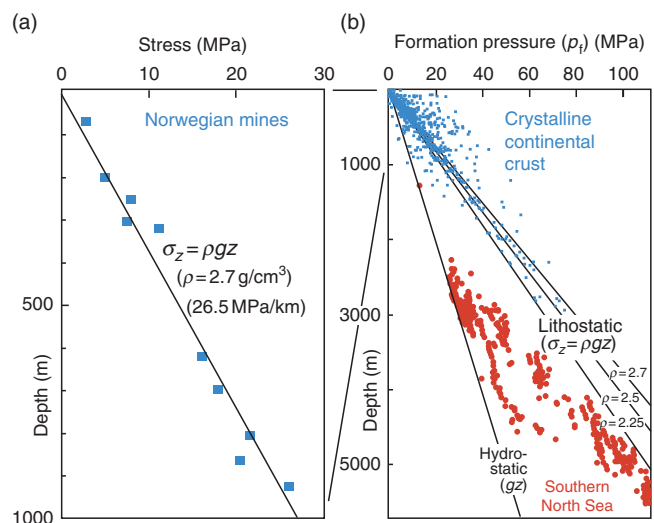 (a)
Stress (MPa)
0 10 20 30
Norwegian mines
σz = ρgz
(ρ = 2.7 g/cm³)
(26.5 MPa/km)
500
Depth (m)
1000
(b)
Formation pressure (pf) (MPa)
0 20 40 60 80 100
Crystalline
continental
crust
1000
3000
Lithostatic
(σz = ρgz)
ρ = 2.7
ρ = 2.5
ρ = 2.25
Depth (m)
5000
Hydro-
static
(gz)
Southern
North Sea